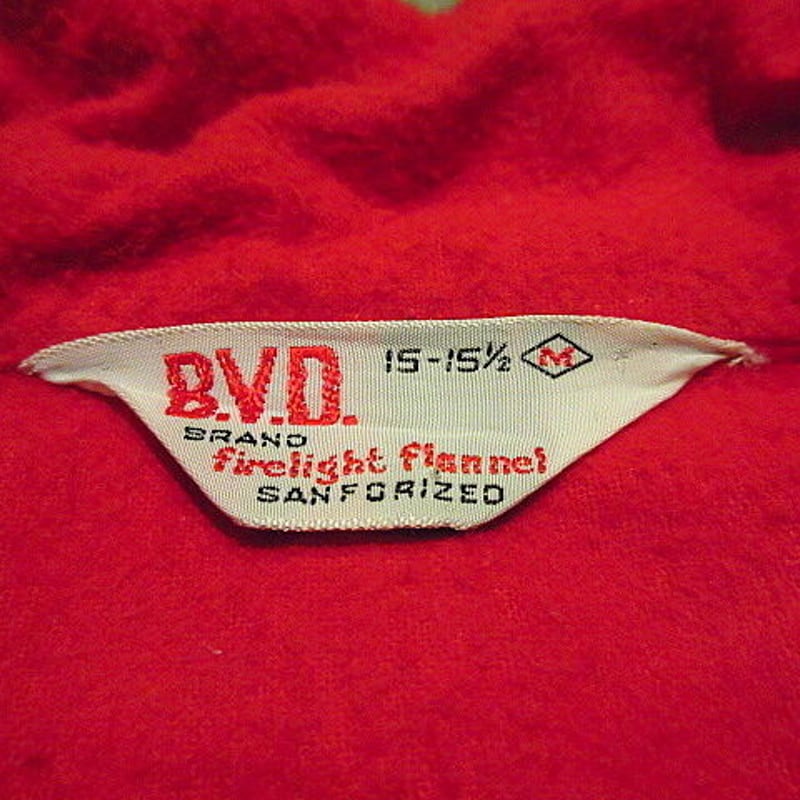 B.V.D. 15-15½ M
BRAND
firelight flannel
SANFORIZED